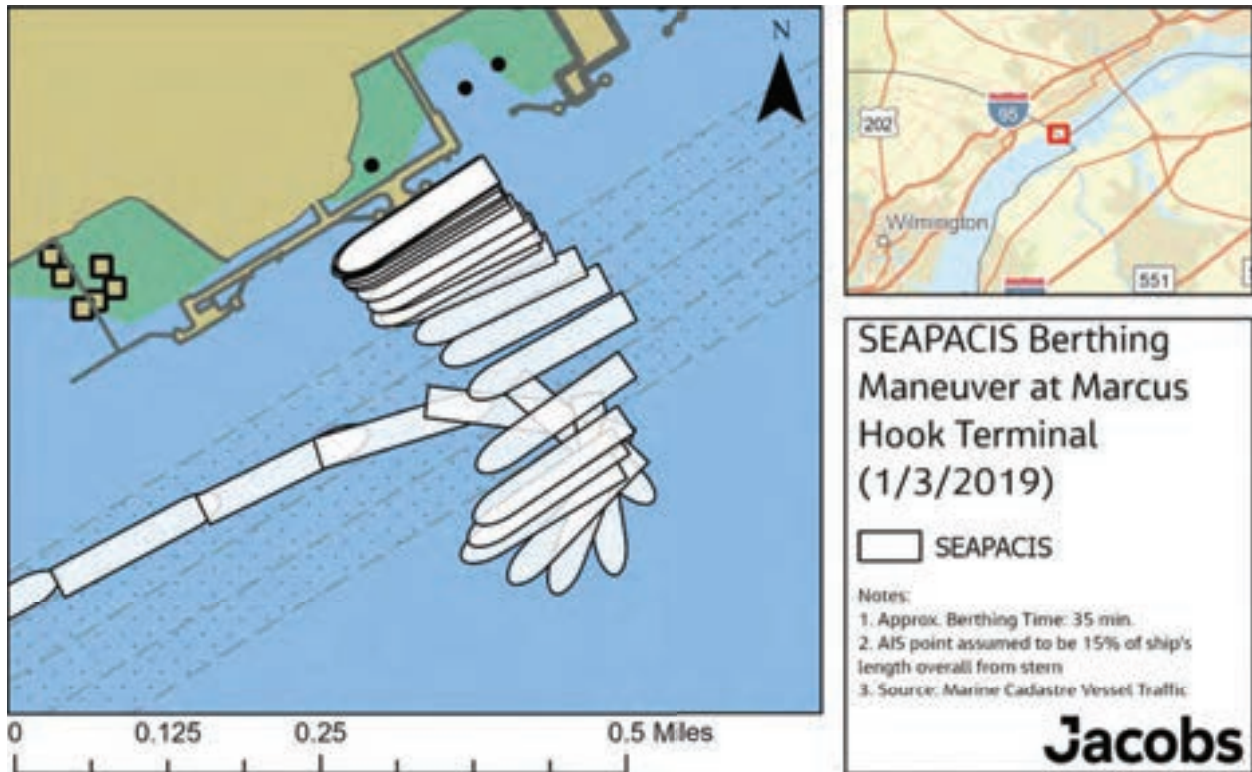 N
0 0.125 0.25 0.5 Miles
95
202
Wilmington
551
SEAPACIS Berthing
Maneuver at Marcus
Hook Terminal
(1/3/2019)
SEAPACIS
Notes:
1. Approx. Berthing Time: 35 min.
2. AIS point assumed to be 15% of ship's
length overall from stern
3. Source: Marine Cadastre Vessel Traffic
Jacobs